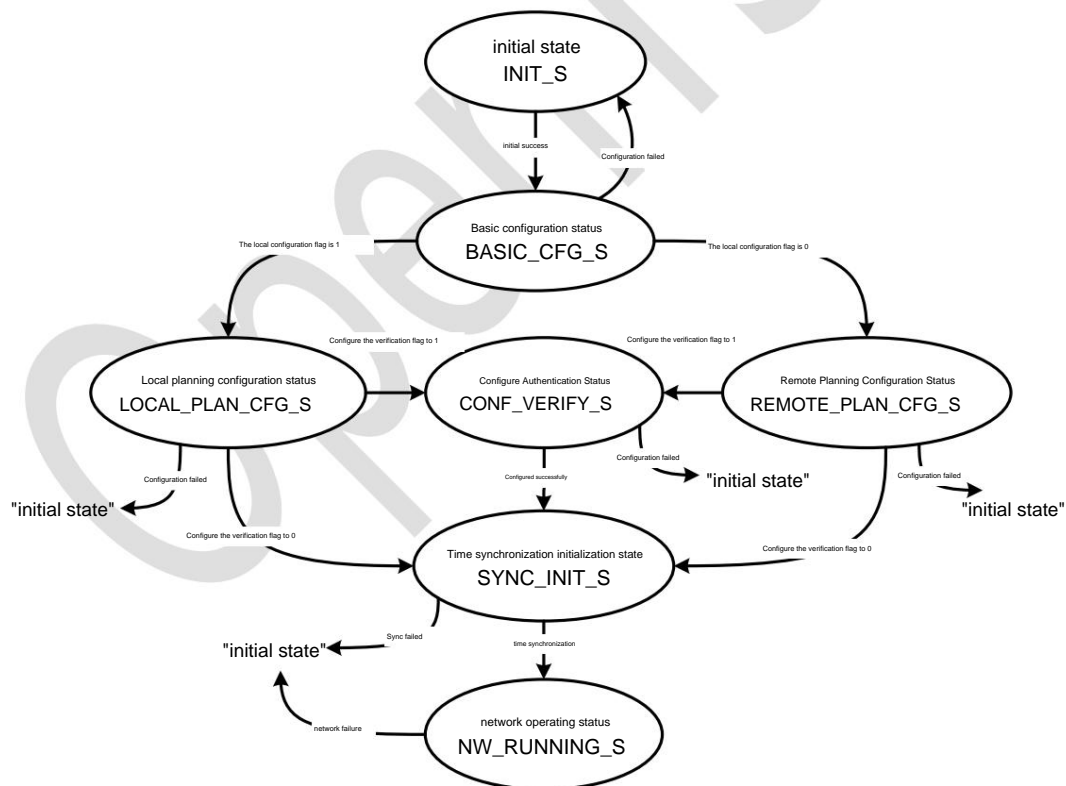 initial state
INIT_S
initial success
Configuration failed
Basic configuration status
BASIC_CFG_S
The local configuration flag is 1
The local configuration flag is 0
Configure the verification flag to 1
Configure the verification flag to 1
Local planning configuration status
LOCAL_PLAN_CFG_S
Configure Authentication Status
CONF_VERIFY_S
Remote Planning Configuration Status
REMOTE_PLAN_CFG_S
Configuration failed
Configured successfully
Configuration failed
Configuration failed
"initial state"
"initial state"
"initial state"
Configure the verification flag to 0
Configure the verification flag to 0
Time synchronization initialization state
SYNC_INIT_S
Sync failed
time synchronization
"initial state"
network failure
network operating status
NW_RUNNING_S